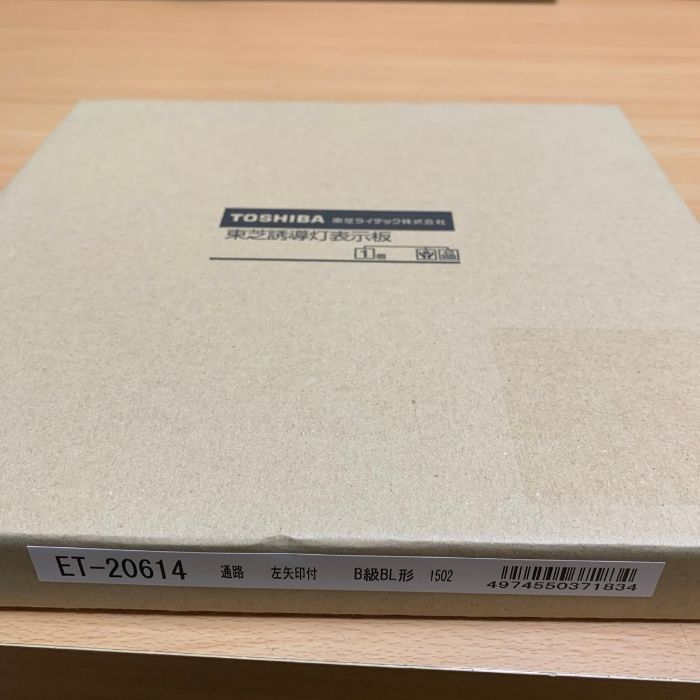 TOSHIBA 東芝ライテック株式会社
東芝誘導灯表示板
1個
ET-20614 通路 左矢印付 B級BL形 1502
4974550371834